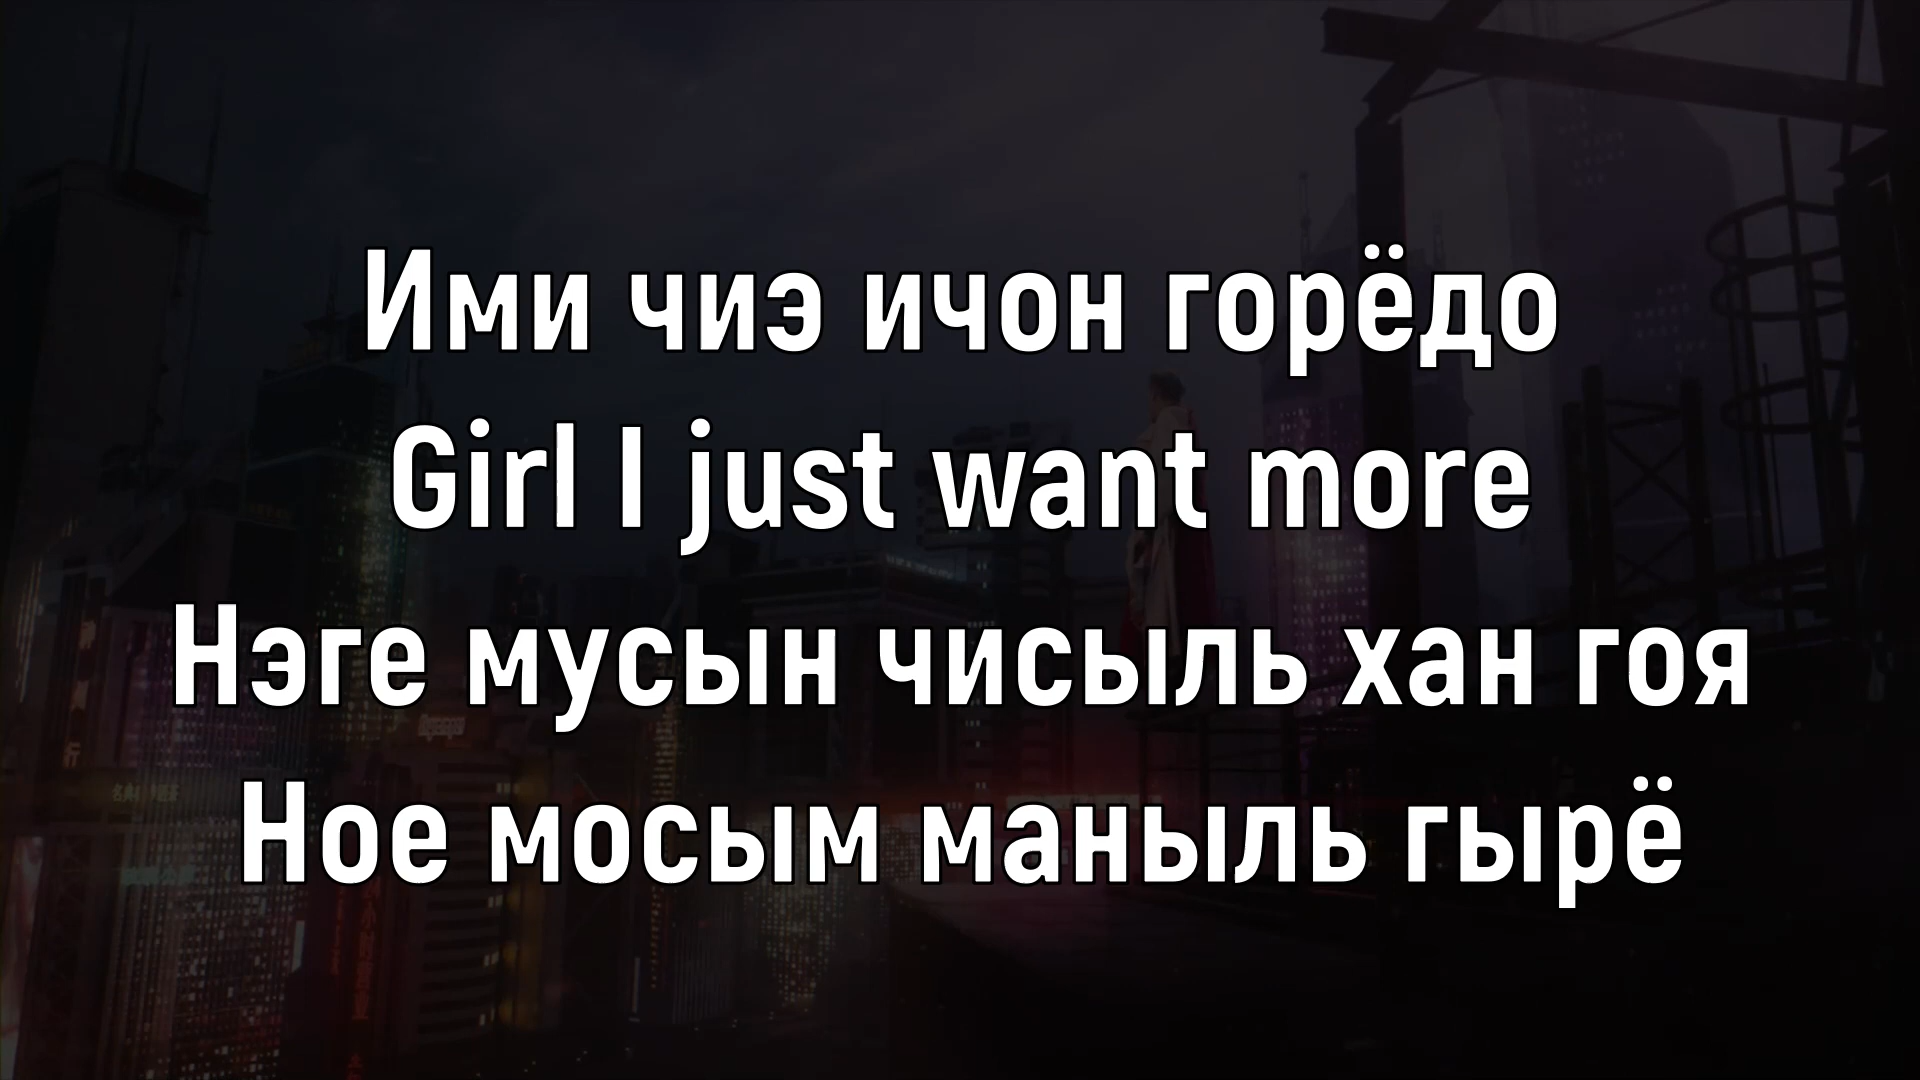 Ими чиэ ичон горёдо
Girl I just want more
Нэге мусын чисыль хан гоя
Ное мосым маныль гырё